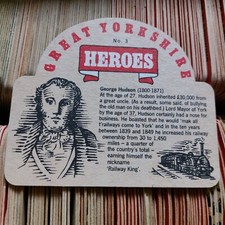 GREAT YORKSHIRE
No. 3
HEROES
George Hudson (1800-1871)
At the age of 27, Hudson inherited £30,000 from
a great uncle. (As a result, some said, of bullying
the old man on his deathbed.) Lord Mayor of York
by the age of 37, Hudson certainly had a nose for
business. He boasted that he would 'mak all
t'railways come to York' and in the ten years
between 1839 and 1849 he increased his railway
ownership from 30 to 1,450
miles – a quarter of
the country's total –
earning himself the
nickname
'Railway King'.